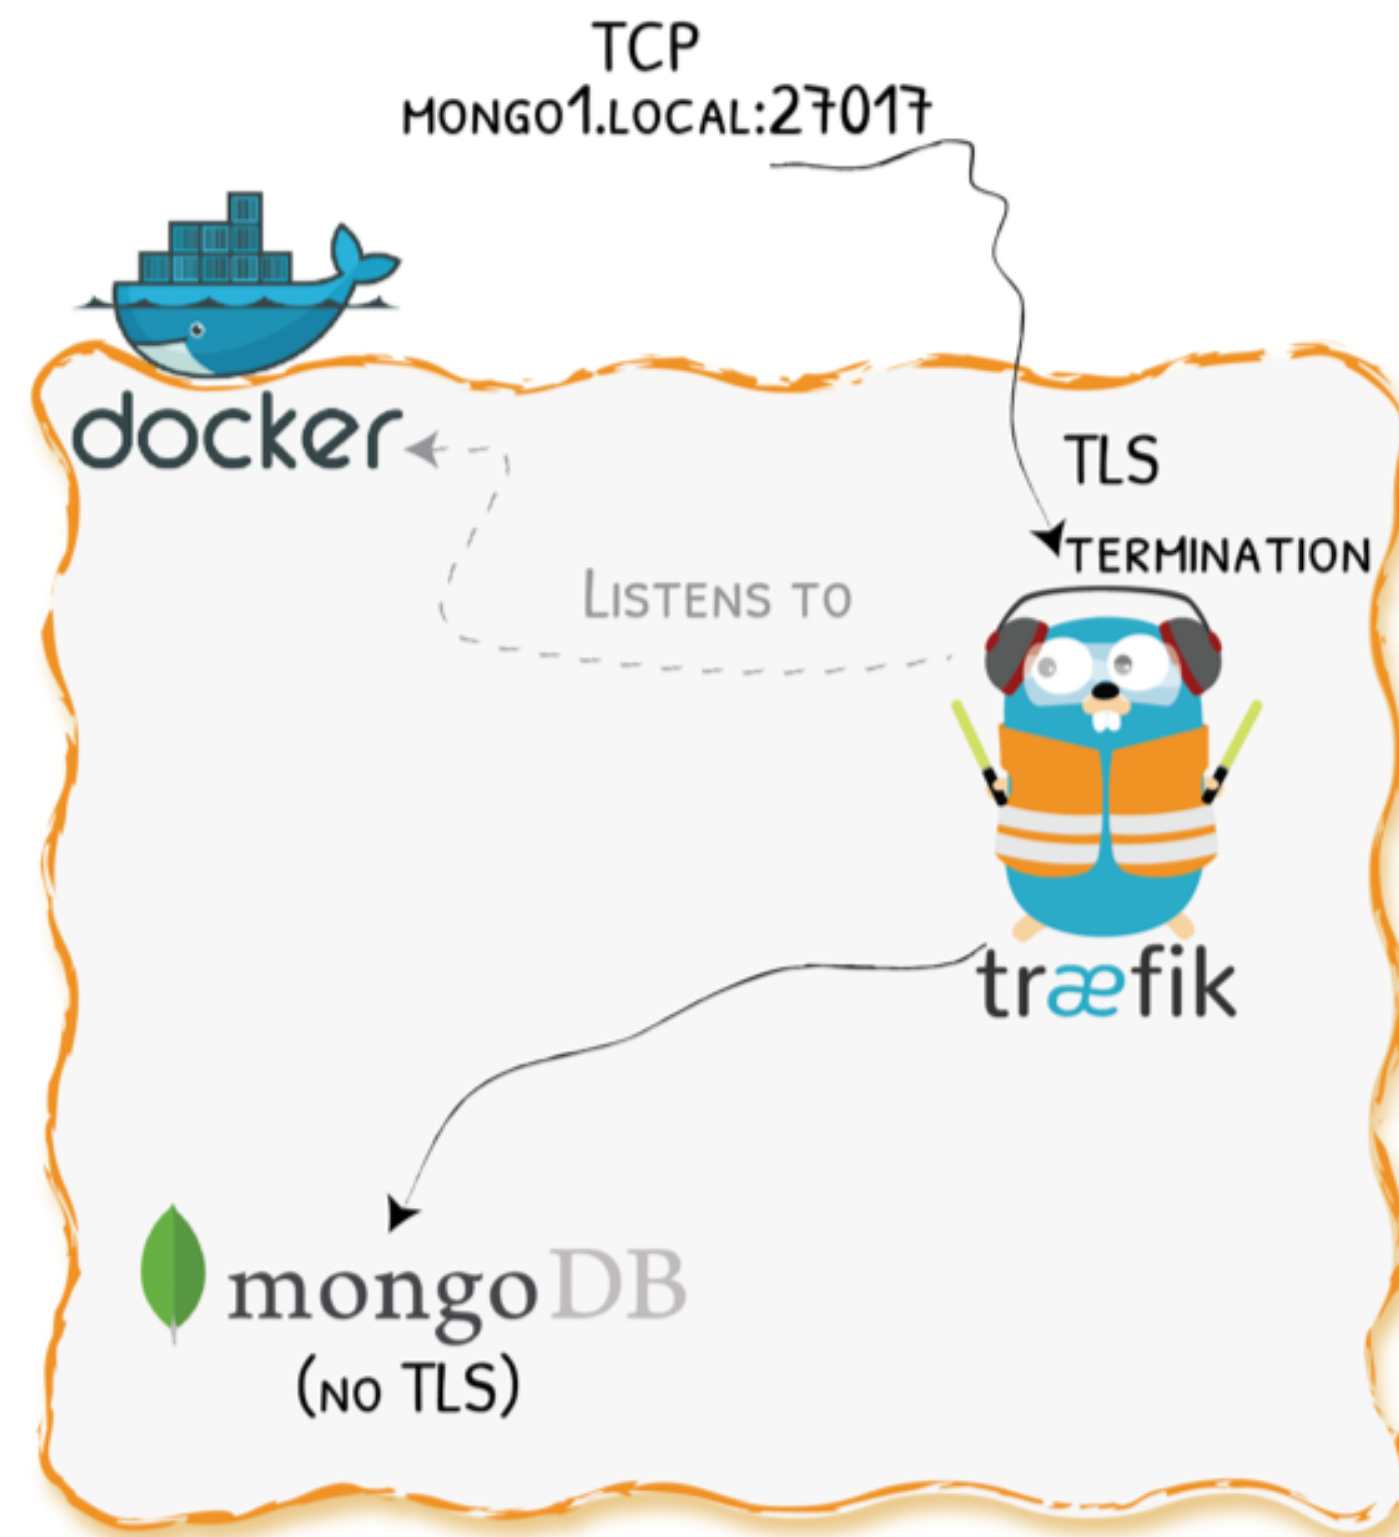 TCP
MONGO1.LOCAL:27017
docker
TLS
TERMINATION
LISTENS TO
træfik
mongoDB
(NO TLS)